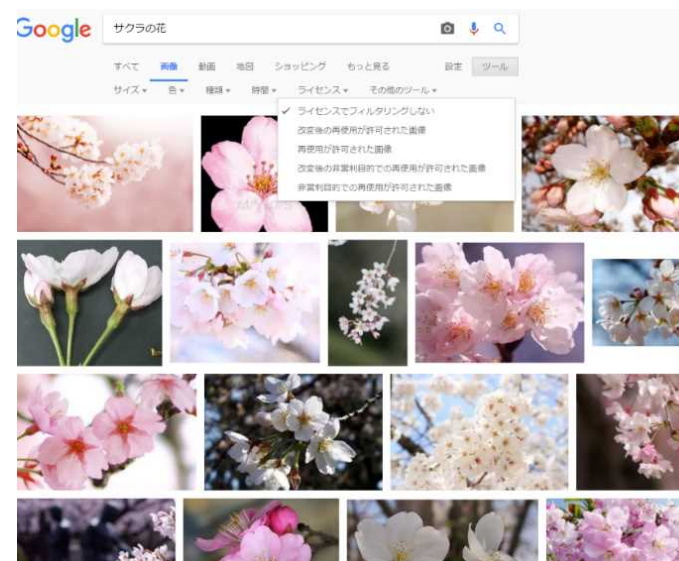 Google サクラの花
すべて 画像 動画 地図 ショッピング もっと見る 設定 ツール
サイズ 色 種類 時間 ライセンス その他のツール
✓ ライセンスでフィルタリングしない
改変後の再使用が許可された画像
再使用が許可された画像
改変後の非営利目的での再使用が許可された画像
非営利目的での再使用が許可された画像